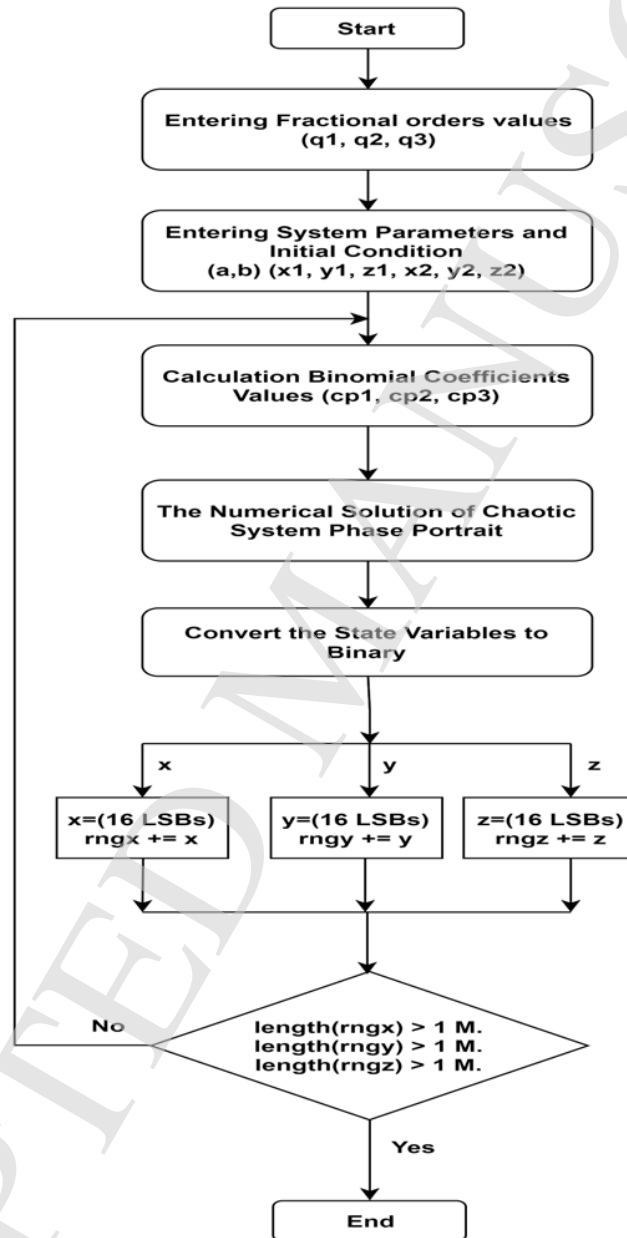 Start
Entering Fractional orders values
(q1, q2, q3)
Entering System Parameters and
Initial Condition
(a,b) (x1, y1, z1, x2, y2, z2)
Calculation Binomial Coefficients
Values (cp1, cp2, cp3)
The Numerical Solution of Chaotic
System Phase Portrait
Convert the State Variables to
Binary
x
y
z
x=(16 LSBs)
rngx += x
y=(16 LSBs)
rngy += y
z=(16 LSBs)
rngz += z
No
length(rngx) > 1 M.
length(rngy) > 1 M.
length(rngz) > 1 M.
Yes
End
PTED MANUS